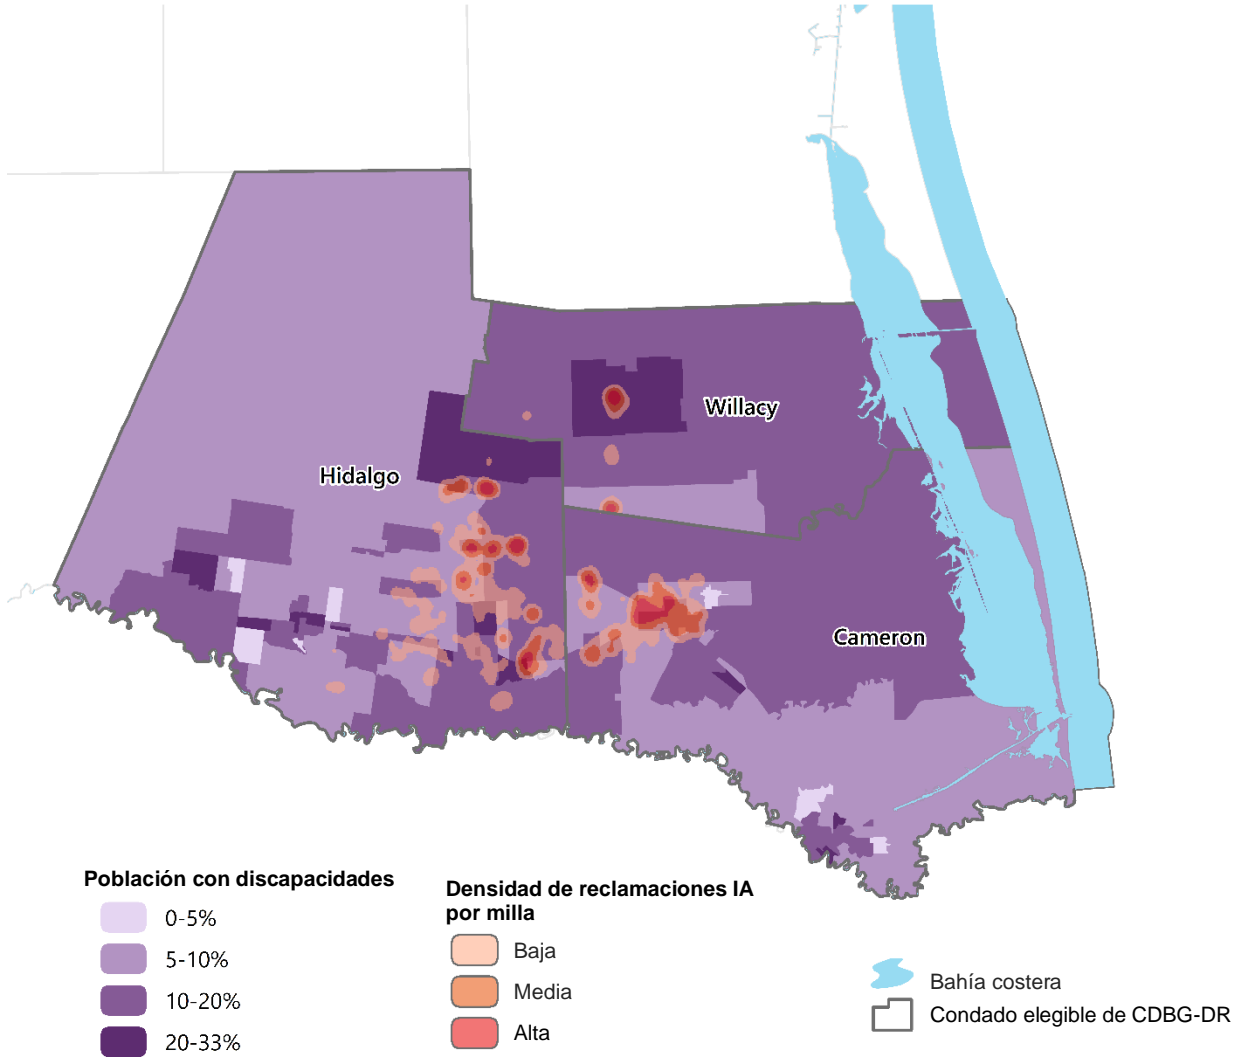 Willacy
Hidalgo
Cameron
Población con discapacidades
0-5%
5-10%
10-20%
20-33%
Densidad de reclamaciones IA
por milla
Baja
Media
Alta
Bahía costera
Condado elegible de CDBG-DR